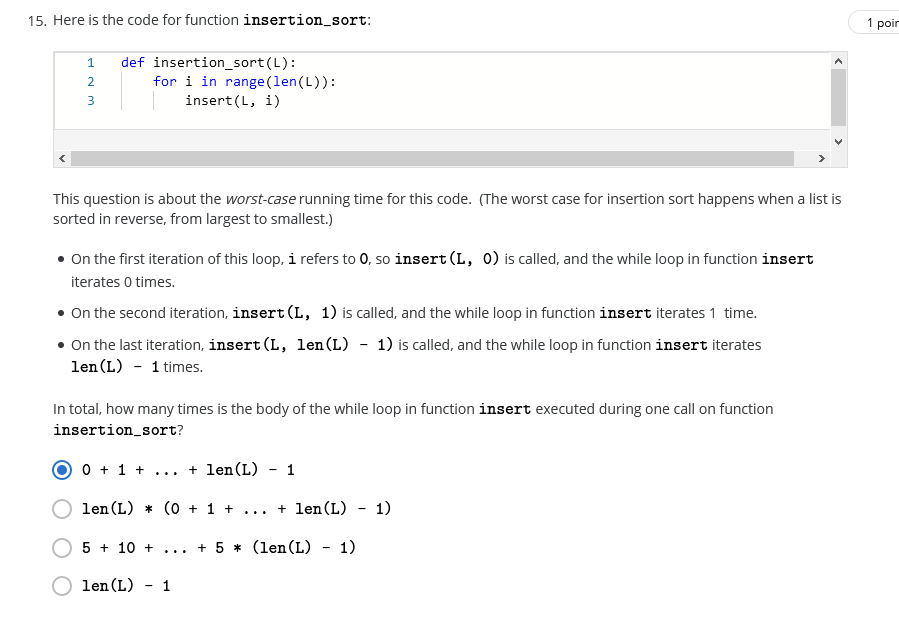 15. Here is the code for function insertion_sort:
1 poir
1 def insertion_sort(L):
2 for i in range(len(L)):
3 insert(L, i)
This question is about the worst-case running time for this code. (The worst case for insertion sort happens when a list is
sorted in reverse, from largest to smallest.)
• On the first iteration of this loop, i refers to 0, so insert(L, 0) is called, and the while loop in function insert
iterates 0 times.
• On the second iteration, insert(L, 1) is called, and the while loop in function insert iterates 1 time.
• On the last iteration, insert(L, len(L) - 1) is called, and the while loop in function insert iterates
len(L) - 1 times.
In total, how many times is the body of the while loop in function insert executed during one call on function
insertion_sort?
0 + 1 + ... + len(L) - 1
len(L) * (0 + 1 + ... + len(L) - 1)
5 + 10 + ... + 5 * (len(L) - 1)
len(L) - 1